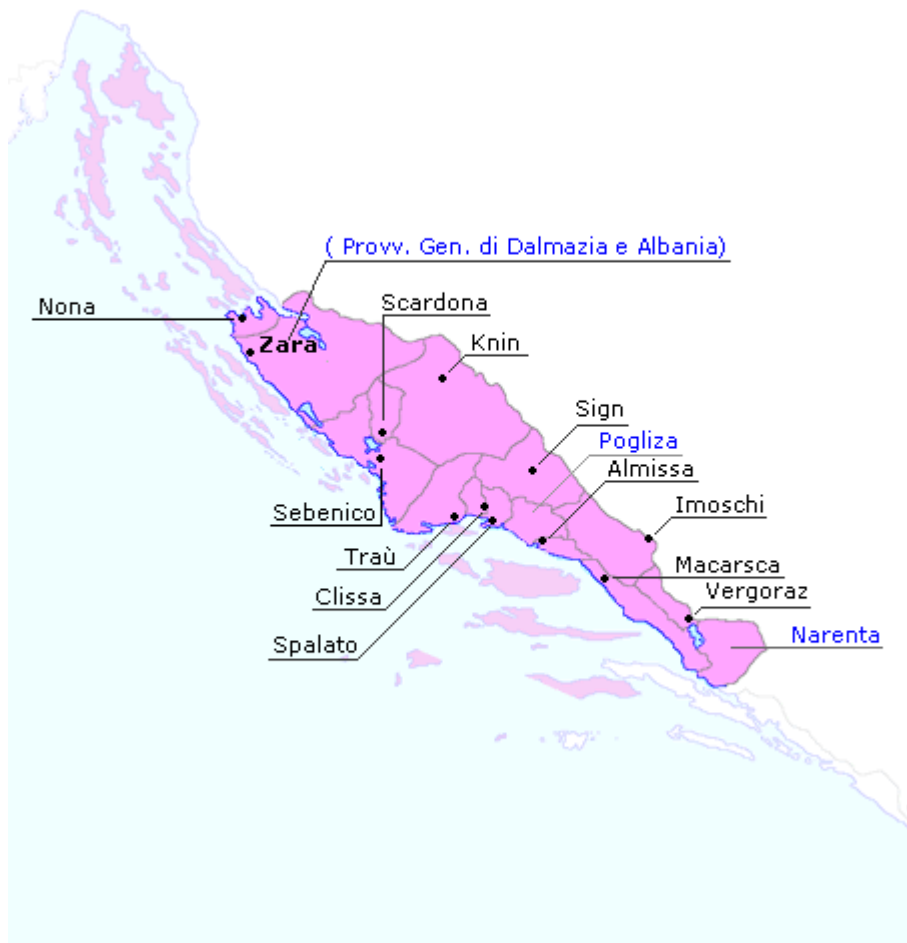 ( Provv. Gen. di Dalmazia e Albania)
Nona
Scardona
Zara
Knin
Sign
Pogliza
Almissa
Imoschi
Sebenico
Traù
Macarsca
Clissa
Vergoraz
Spalato
Narenta